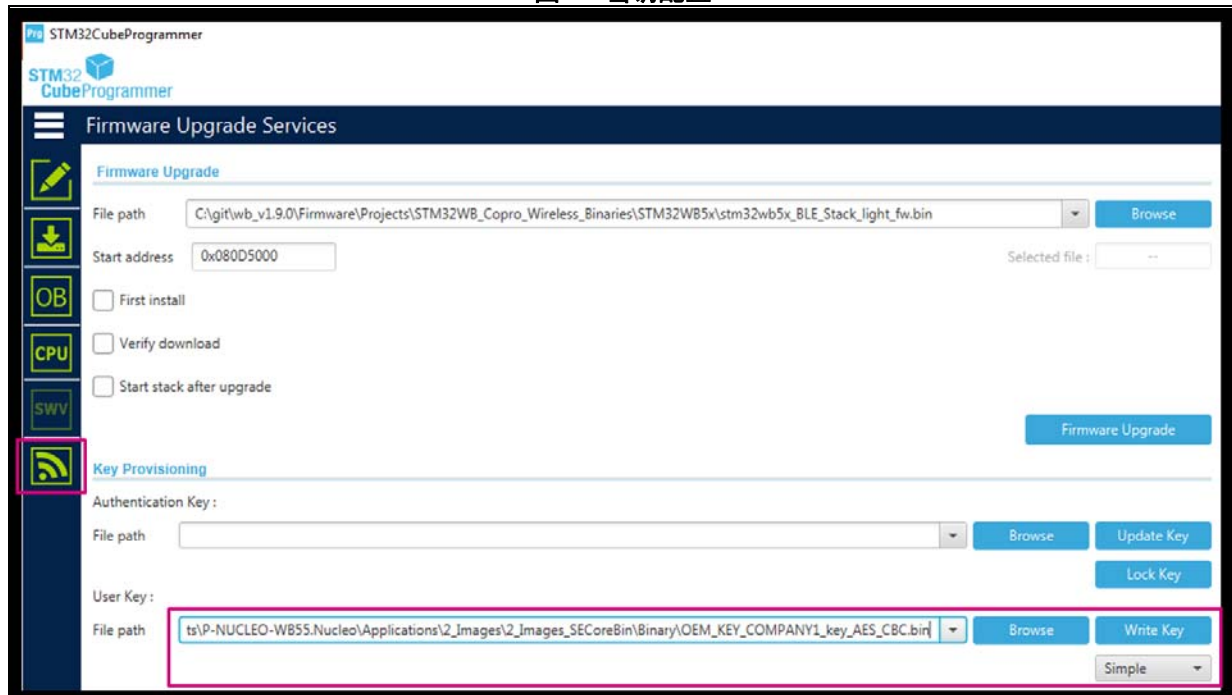 STM32CubeProgrammer
STM32
CubeProgrammer
Firmware Upgrade Services
Firmware Upgrade
File path C:\git\wb_v1.9.0\Firmware\Projects\STM32WB_Copro_Wireless_Binaries\STM32WB5x\stm32wb5x_BLE_Stack_light_fw.bin Browse
Start address 0x080D5000 Selected file : --
OB First install
Verify download
CPU
Start stack after upgrade
SWV
Firmware Upgrade
Key Provisioning
Authentication Key :
File path Browse Update Key
Lock Key
User Key :
File path ts\P-NUCLEO-WB55.Nucleo\Applications\2_Images\2_Images_SECoreBin\Binary\OEM_KEY_COMPANY1_key_AES_CBC.bin Browse Write Key
Simple